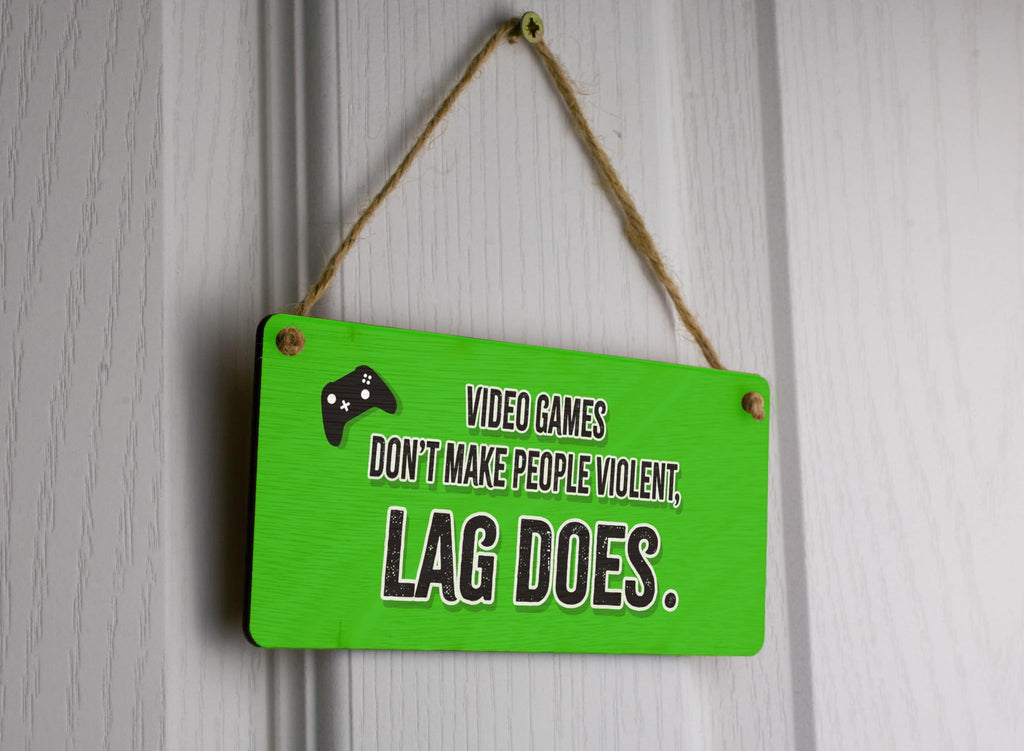 VIDEO GAMES
DON'T MAKE PEOPLE VIOLENT,
LAG DOES.